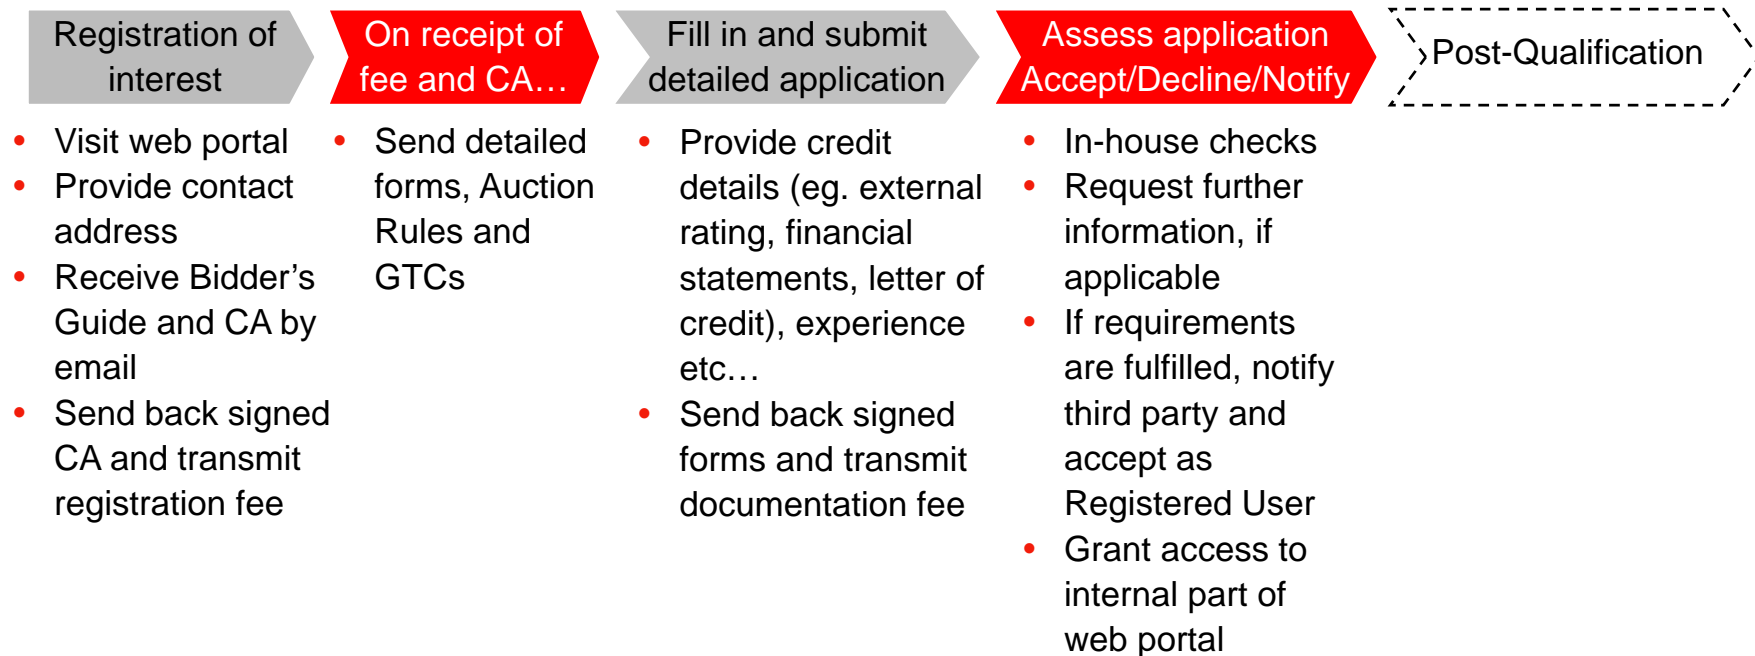 Registration of
interest
On receipt of
fee and CA…
Fill in and submit
detailed application
Assess application
Accept/Decline/Notify
Post-Qualification
• Visit web portal
• Provide contact
address
• Receive Bidder’s
Guide and CA by
email
• Send back signed
CA and transmit
registration fee
• Send detailed
forms, Auction
Rules and
GTCs
• Provide credit
details (eg. external
rating, financial
statements, letter of
credit), experience
etc…
• Send back signed
forms and transmit
documentation fee
• In-house checks
• Request further
information, if
applicable
• If requirements
are fulfilled, notify
third party and
accept as
Registered User
• Grant access to
internal part of
web portal